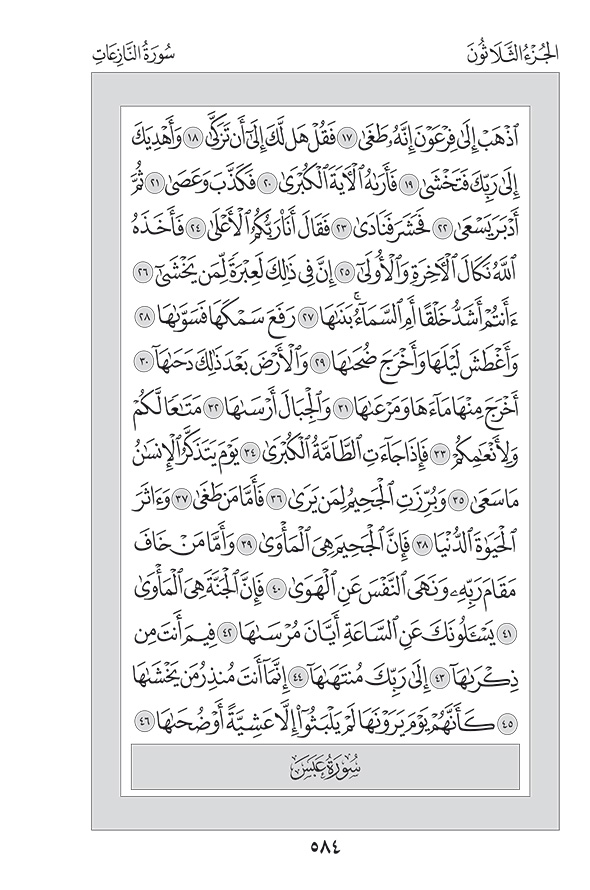 الجُزْءُ الثَّلَاثُونَ
سُورَةُ النَّازِعَاتِ
ٱذۡهَبۡ إِلَىٰ فِرۡعَوۡنَ إِنَّهُۥ طَغَىٰ ١٧ فَقُلۡ هَل لَّكَ إِلَىٰٓ أَن تَزَكَّىٰ ١٨ وَأَهۡدِيَكَ
إِلَىٰ رَبِّكَ فَتَخۡشَىٰ ١٩ فَأَرَىٰهُ ٱلۡأٓيَةَ ٱلۡكُبۡرَىٰ ٢٠ فَكَذَّبَ وَعَصَىٰ ٢١ ثُمَّ
أَدۡبَرَ يَسۡعَىٰ ٢٢ فَحَشَرَ فَنَادَىٰ ٢٣ فَقَالَ أَنَا۠ رَبُّكُمُ ٱلۡأَعۡلَىٰ ٢٤ فَأَخَذَهُ
ٱللَّهُ نَكَالَ ٱلۡأٓخِرَةِ وَٱلۡأُولَىٰٓ ٢٥ إِنَّ فِي ذَٰلِكَ لَعِبۡرَةٗ لِّمَن يَخۡشَىٰٓ ٢٦
ءَأَنتُمۡ أَشَدُّ خَلۡقًا أَمِ ٱلسَّمَآءُۚ بَنَىٰهَا ٢٧ رَفَعَ سَمۡكَهَا فَسَوَّىٰهَا ٢٨
وَأَغۡطَشَ لَيۡلَهَا وَأَخۡرَجَ ضُحَىٰهَا ٢٩ وَٱلۡأَرۡضَ بَعۡدَ ذَٰلِكَ دَحَىٰهَآ ٣٠
أَخۡرَجَ مِنۡهَا مَآءَهَا وَمَرۡعَىٰهَا ٣١ وَٱلۡجِبَالَ أَرۡسَىٰهَا ٣٢ مَتَٰعٗا لَّكُمۡ
وَلِأَنۡعَٰمِكُمۡ ٣٣ فَإِذَا جَآءَتِ ٱلطَّآمَّةُ ٱلۡكُبۡرَىٰ ٣٤ يَوۡمَ يَتَذَكَّرُ ٱلۡإِنسَٰنُ
مَا سَعَىٰ ٣٥ وَبُرِّزَتِ ٱلۡجَحِيمُ لِمَن يَرَىٰ ٣٦ فَأَمَّا مَن طَغَىٰ ٣٧ وَءَاثَرَ
ٱلۡحَيَوٰةَ ٱلدُّنۡيَا ٣٨ فَإِنَّ ٱلۡجَحِيمَ هِيَ ٱلۡمَأۡوَىٰ ٣٩ وَأَمَّا مَنۡ خَافَ
مَقَامَ رَبِّهِۦ وَنَهَى ٱلنَّفۡسَ عَنِ ٱلۡهَوَىٰ ٤٠ فَإِنَّ ٱلۡجَنَّةَ هِيَ ٱلۡمَأۡوَىٰ
٤١ يَسۡـَٔلُونَكَ عَنِ ٱلسَّاعَةِ أَيَّانَ مُرۡسَىٰهَا ٤٢ فِيمَ أَنتَ مِن
ذِكۡرَىٰهَآ ٤٣ إِلَىٰ رَبِّكَ مُنتَهَىٰهَآ ٤٤ إِنَّمَآ أَنتَ مُنذِرُ مَن يَخۡشَىٰهَا
٤٥ كَأَنَّهُمۡ يَوۡمَ يَرَوۡنَهَا لَمۡ يَلۡبَثُوٓاْ إِلَّا عَشِيَّةً أَوۡ ضُحَىٰهَا ٤٦
سُورَةُ عَبَسَ
٥٨٤